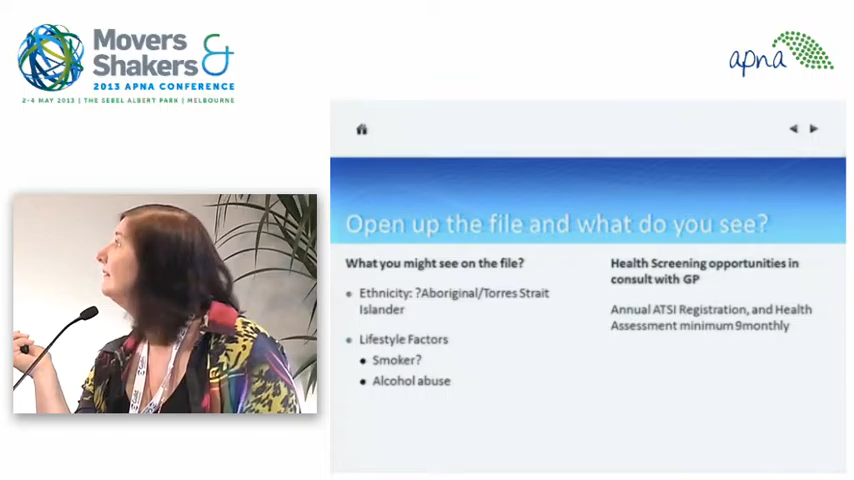 Movers
Shakers &
2013 APNA CONFERENCE
2-4 MAY 2013 | THE SEBEL ALBERT PARK | MELBOURNE
apna
Open up the file and what do you see?
What you might see on the file?
Ethnicity: ?Aboriginal/Torres Strait
Islander
Lifestyle Factors
Smoker?
Alcohol abuse
Health Screening opportunities in
consult with GP
Annual ATSI Registration, and Health
Assessment minimum 9monthly